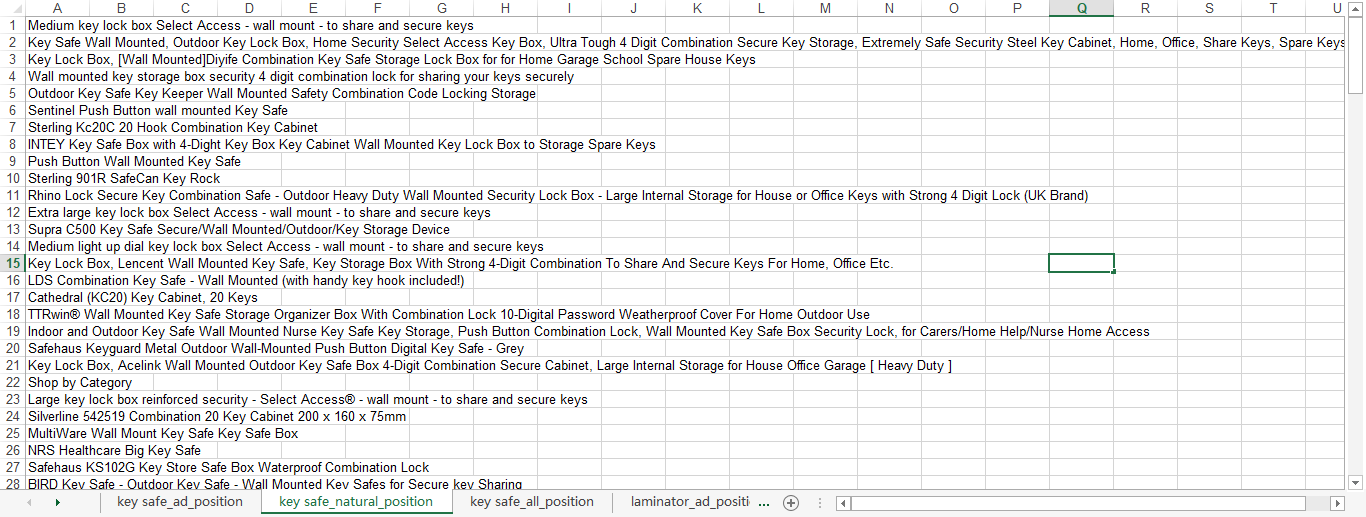 A B C D E F G H I J K L M N O P Q R S T U
1 Medium key lock box Select Access - wall mount - to share and secure keys
2 Key Safe Wall Mounted, Outdoor Key Lock Box, Home Security Select Access Key Box, Ultra Tough 4 Digit Combination Secure Key Storage, Extremely Safe Security Steel Key Cabinet, Home, Office, Share Keys, Spare Keys
3 Key Lock Box, [Wall Mounted]Diyife Combination Key Safe Storage Lock Box for for Home Garage School Spare House Keys
4 Wall mounted key storage box security 4 digit combination lock for sharing your keys securely
5 Outdoor Key Safe Key Keeper Wall Mounted Safety Combination Code Locking Storage
6 Sentinel Push Button wall mounted Key Safe
7 Sterling Kc20C 20 Hook Combination Key Cabinet
8 INTEY Key Safe Box with 4-Dight Key Box Key Cabinet Wall Mounted Key Lock Box to Storage Spare Keys
9 Push Button Wall Mounted Key Safe
10 Sterling 901R SafeCan Key Rock
11 Rhino Lock Secure Key Combination Safe - Outdoor Heavy Duty Wall Mounted Security Lock Box - Large Internal Storage for House or Office Keys with Strong 4 Digit Lock (UK Brand)
12 Extra large key lock box Select Access - wall mount - to share and secure keys
13 Supra C500 Key Safe Secure/Wall Mounted/Outdoor/Key Storage Device
14 Medium light up dial key lock box Select Access - wall mount - to share and secure keys
15 Key Lock Box, Lencent Wall Mounted Key Safe, Key Storage Box With Strong 4-Digit Combination To Share And Secure Keys For Home, Office Etc.
16 LDS Combination Key Safe - Wall Mounted (with handy key hook included!)
17 Cathedral (KC20) Key Cabinet, 20 Keys
18 TTRwin® Wall Mounted Key Safe Storage Organizer Box With Combination Lock 10-Digital Password Weatherproof Cover For Home Outdoor Use
19 Indoor and Outdoor Key Safe Wall Mounted Nurse Key Safe Key Storage, Push Button Combination Lock, Wall Mounted Key Safe Box Security Lock, for Carers/Home Help/Nurse Home Access
20 Safehaus Keyguard Metal Outdoor Wall-Mounted Push Button Digital Key Safe - Grey
21 Key Lock Box, Acelink Wall Mounted Outdoor Key Safe Box 4-Digit Combination Secure Cabinet, Large Internal Storage for House Office Garage [ Heavy Duty ]
22 Shop by Category
23 Large key lock box reinforced security - Select Access® - wall mount - to share and secure keys
24 Silverline 542519 Combination 20 Key Cabinet 200 x 160 x 75mm
25 MultiWare Wall Mount Key Safe Key Safe Box
26 NRS Healthcare Big Key Safe
27 Safehaus KS102G Key Store Safe Box Waterproof Combination Lock
28 BIRD Key Safe - Outdoor Key Safe - Wall Mounted Key Safes for Secure key Sharing
key safe_ad_position key safe_natural_position key safe_all_position laminator_ad_positi ...